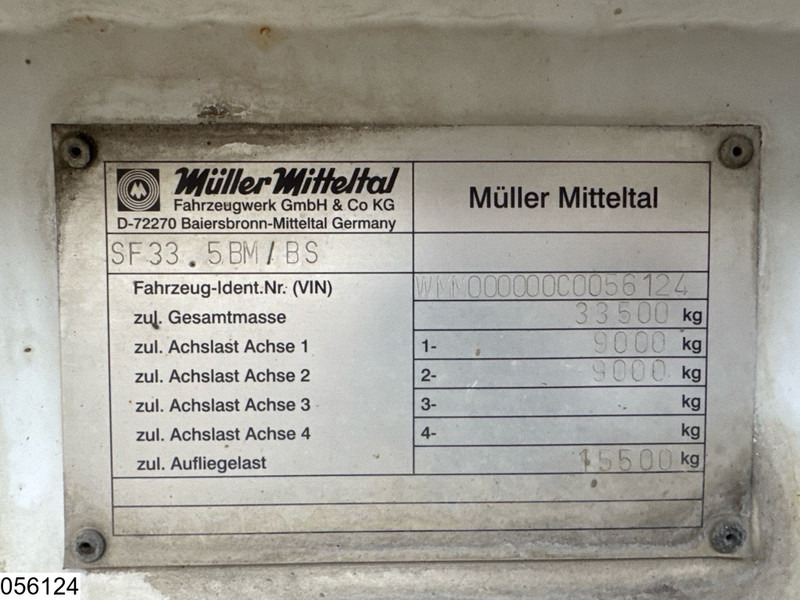 Müller Mitteltal
Fahrzeugwerk GmbH & Co KG
D-72270 Baiersbronn-Mitteltal Germany
Müller Mitteltal
SF33.5BM/BS
Fahrzeug-Ident.Nr. (VIN) WMN000000C0056124
zul. Gesamtmasse 33500 kg
zul. Achslast Achse 1 1- 9000 kg
zul. Achslast Achse 2 2- 9000 kg
zul. Achslast Achse 3 3- kg
zul. Achslast Achse 4 4- kg
zul. Aufliegelast 15500 kg
056124